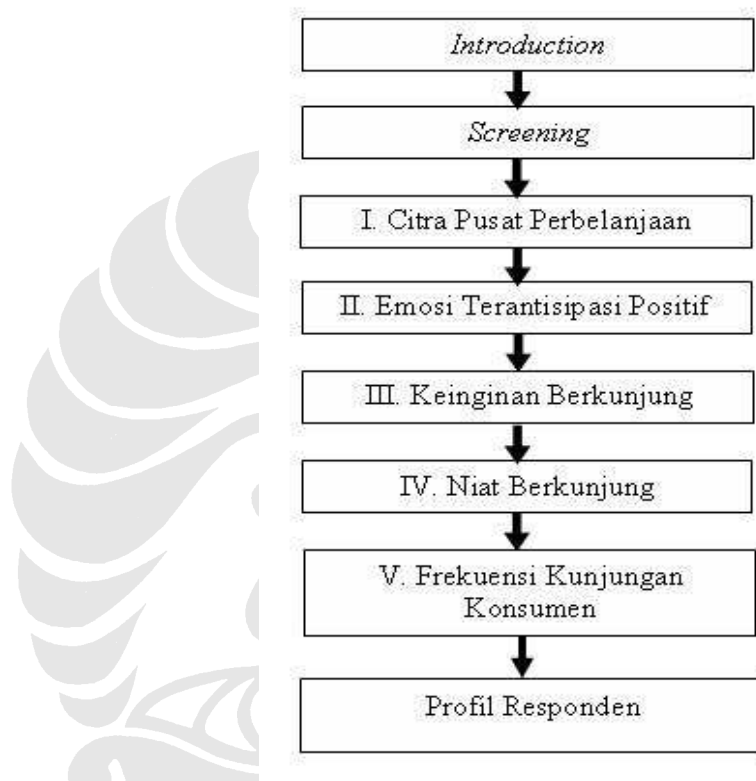 Introduction
Screening
I. Citra Pusat Perbelanjaan
II. Emosi Terantisipasi Positif
III. Keinginan Berkunjung
IV. Niat Berkunjung
V. Frekuensi Kunjungan
Konsumen
Profil Responden